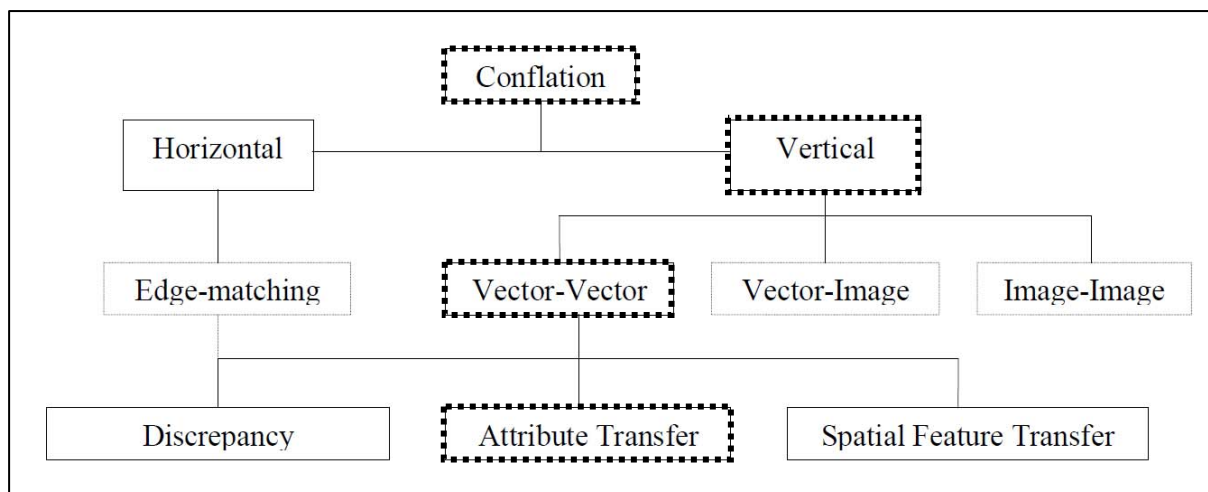 Conflation
Horizontal
Vertical
Edge-matching
Vector-Vector
Vector-Image
Image-Image
Discrepancy
Attribute Transfer
Spatial Feature Transfer